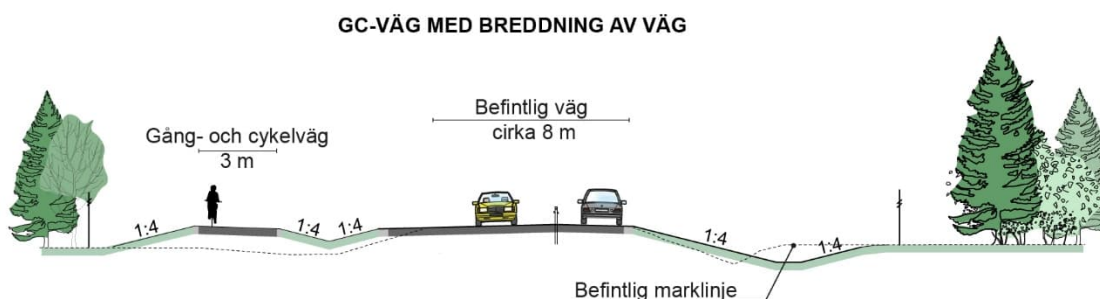 GC-VÄG MED BREDDNING AV VÄG
Befintlig väg
cirka 8 m
Gång- och cykelväg
3 m
1:4
1:4
1:4
1:4
1:4
Befintlig marklinje